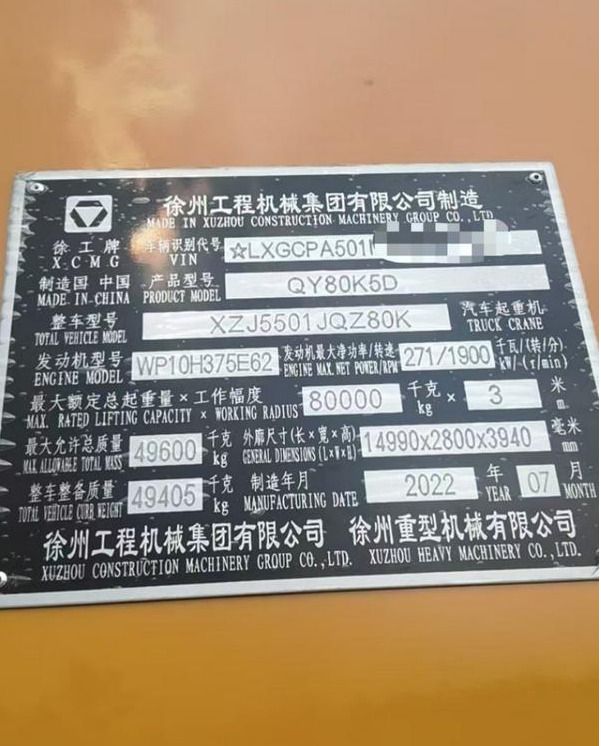 徐州工程机械集团有限公司制造
MADE IN XUZHOU CONSTRUCTION MACHINERY GROUP CO., LTD
徐工牌 车辆识别代号 ☆LXGCPA501
XCMG VIN
制造国 中国 产品型号 QY80K5D
MADE IN CHINA PRODUCT MODEL
整车型号 XZJ5501JQZ80K 汽车起重机
TOTAL VEHICLE MODEL TRUCK CRANE
发动机型号 WP10H375E62 发动机最大净功率/转速 271/1900 千瓦/(转/分)
ENGINE MODEL ENGINE MAX. NET POWER/RPM kW/(r/min)
最大额定总起重量×工作幅度 80000 千克 × 3 米
MAX. RATED LIFTING CAPACITY × WORKING RADIUS kg m
最大允许总质量 49600 千克 外廓尺寸(长×宽×高) 14990x2800x3940 毫米
MAX. ALLOWABLE TOTAL MASS kg GENERAL DIMENSIONS (L×W×H) mm
整车整备质量 49405 千克 制造年月 2022 年 07 月
TOTAL VEHICLE CURB WEIGHT kg MANUFACTURING DATE YEAR MONTH
徐州工程机械集团有限公司 徐州重型机械有限公司
XUZHOU CONSTRUCTION MACHINERY GROUP CO.,LTD. XUZHOU HEAVY MACHINERY CO., LTD.